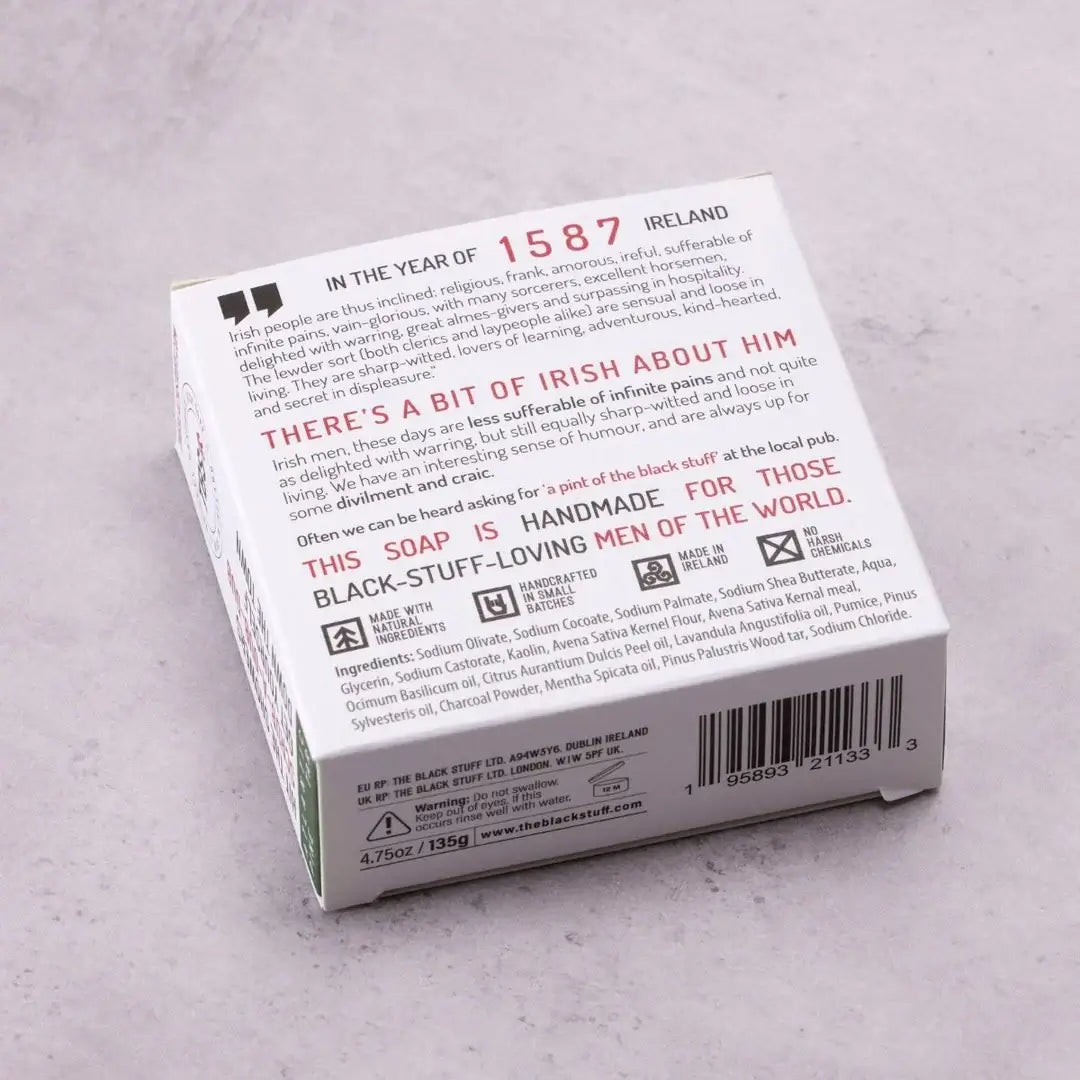 IN THE YEAR OF 1587 IRELAND
Irish people are thus inclined; religious, frank, amorous, ireful, sufferable of
infinite pains, vain-glorious, with many sorcerers, excellent horsemen,
delighted with warring, great almes-givers and surpassing in hospitality.
The lewder sort (both clerics and laypeople alike) are sensual and loose in
living. They are sharp-witted, lovers of learning, adventurous, kind-hearted,
and secret in displeasure."
THERE'S A BIT OF IRISH ABOUT HIM
Irish men, these days are less sufferable of infinite pains and not quite
as delighted with warring, but still equally sharp-witted and loose in
living. We have an interesting sense of humour, and are always up for
some divilment and craic.
Often we can be heard asking for 'a pint of the black stuff' at the local pub.
THIS SOAP IS HANDMADE FOR THOSE
BLACK-STUFF-LOVING MEN OF THE WORLD.
MADE WITH
NATURAL
INGREDIENTS
HANDCRAFTED
IN SMALL
BATCHES
MADE IN
IRELAND
NO
HARSH
CHEMICALS
Ingredients: Sodium Olivate, Sodium Cocoate, Sodium Palmate, Sodium Shea Butterate, Aqua,
Glycerin, Sodium Castorate, Kaolin, Avena Sativa Kernel Flour, Avena Sativa Kernal meal,
Ocimum Basilicum oil, Citrus Aurantium Dulcis Peel oil, Lavandula Angustifolia oil, Pumice, Pinus
Sylvesteris oil, Charcoal Powder, Mentha Spicata oil, Pinus Palustris Wood tar, Sodium Chloride.
EU RP: THE BLACK STUFF LTD. A94W3Y6. DUBLIN IRELAND
UK RP: THE BLACK STUFF LTD. LONDON. W1W 5PF UK.
Warning: Do not swallow.
Keep out of eyes. If this
occurs rinse well with water.
12 M
4.75oz / 135g
www.theblackstuff.com
1 95893 21133 3